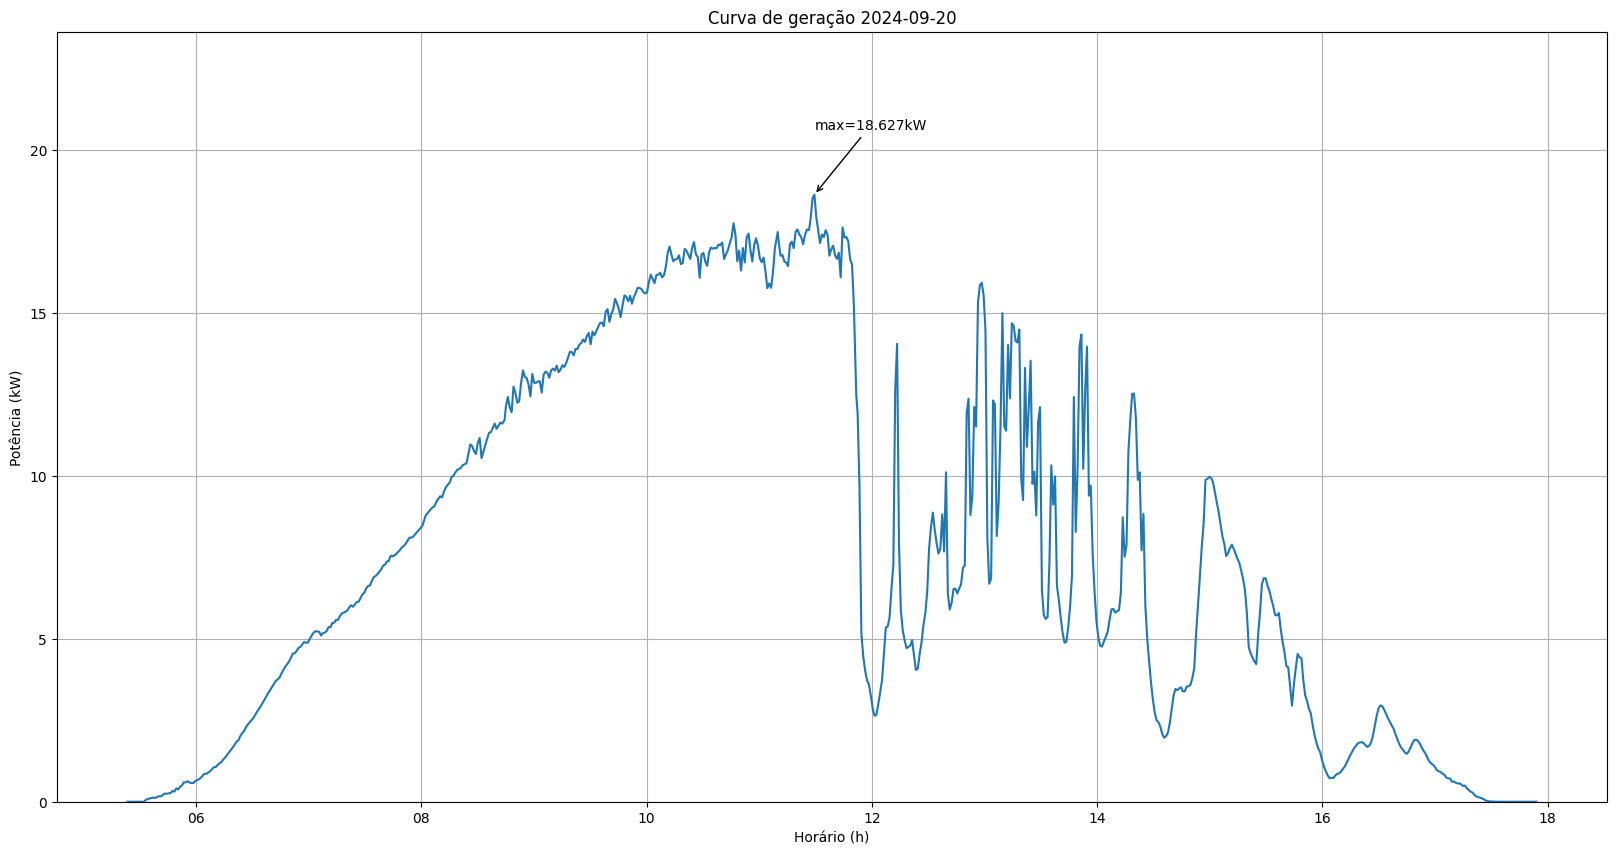 Curva de geração 2024-09-20
max=18.627kW
Potência (kW)
20
15
10
5
0
06 08 10 12 14 16 18
Horário (h)